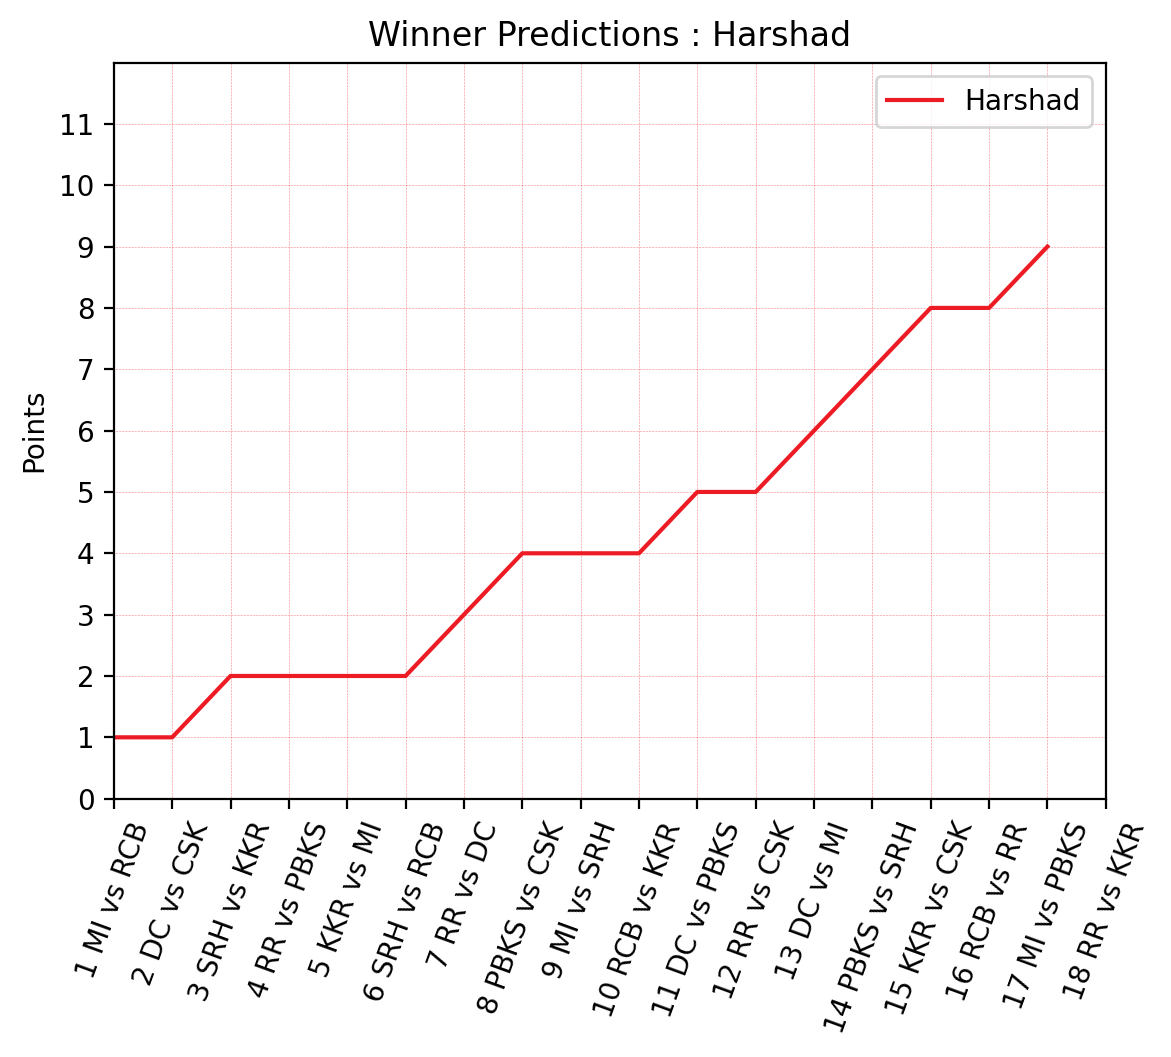 Winner Predictions : Harshad
Harshad
11
10
9
8
7
6
5
4
3
2
1
0
Points
1 MI vs RCB
2 DC vs CSK
3 SRH vs KKR
4 RR vs PBKS
5 KKR vs MI
6 SRH vs RCB
7 RR vs DC
8 PBKS vs CSK
9 MI vs SRH
10 RCB vs KKR
11 DC vs PBKS
12 RR vs CSK
13 DC vs MI
14 PBKS vs SRH
15 KKR vs CSK
16 RCB vs RR
17 MI vs PBKS
18 RR vs KKR